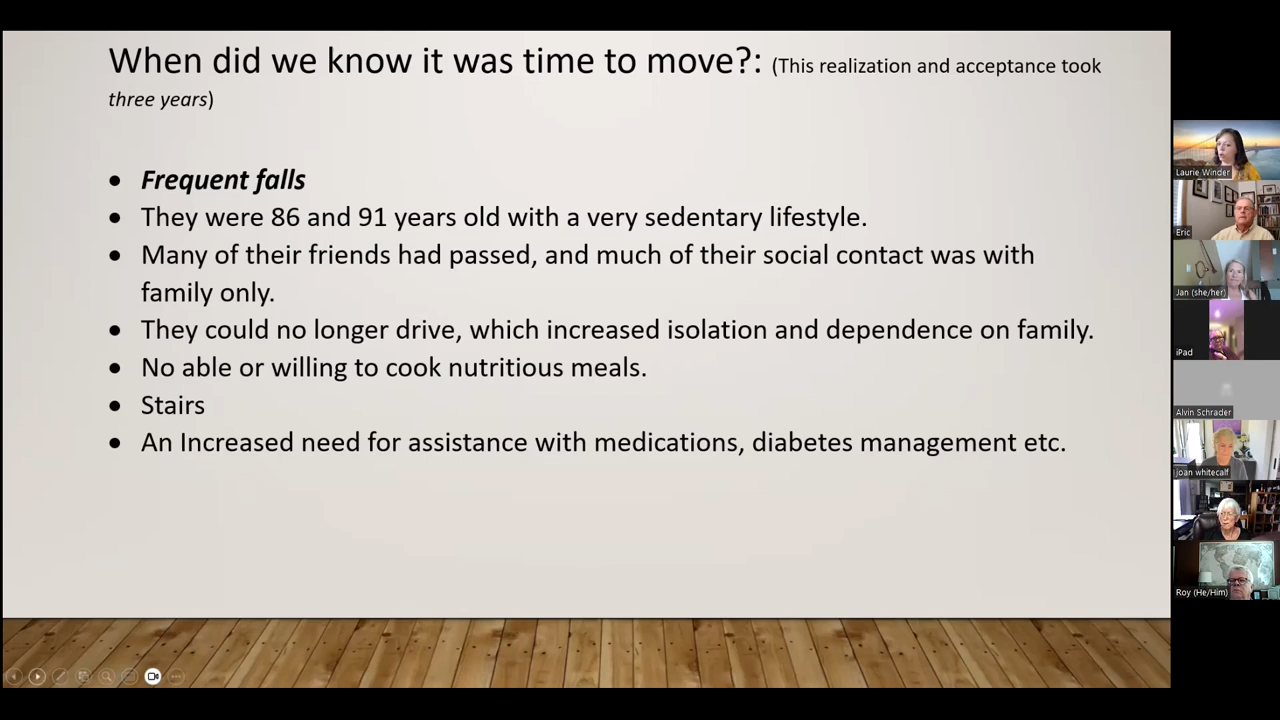 When did we know it was time to move?: (This realization and acceptance took
three years)
● Frequent falls
● They were 86 and 91 years old with a very sedentary lifestyle.
● Many of their friends had passed, and much of their social contact was with
family only.
● They could no longer drive, which increased isolation and dependence on family.
● No able or willing to cook nutritious meals.
● Stairs
● An Increased need for assistance with medications, diabetes management etc.
Laurie Winder
Eric
Jan (she/her)
iPad
Alvin Schrader
joan whitecalf
Roy (He/Him)